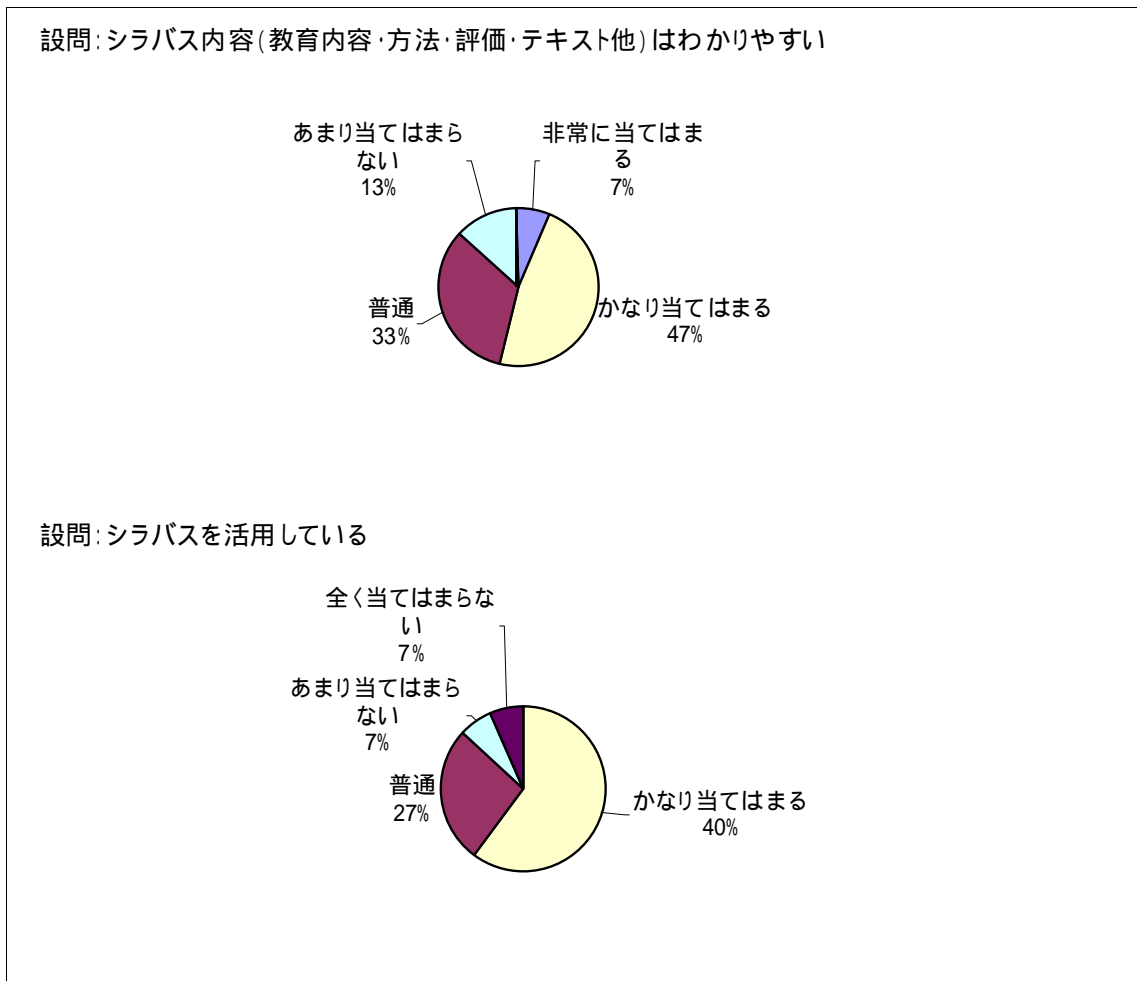 設問:シラバス内容(教育内容・方法・評価・テキスト他)はわかりやすい
あまり当てはまら
ない
13%
非常に当てはま
る
7%
普通
33%
かなり当てはまる
47%
設問:シラバスを活用している
全く当てはまらな
い
7%
あまり当てはまら
ない
7%
普通
27%
かなり当てはまる
40%